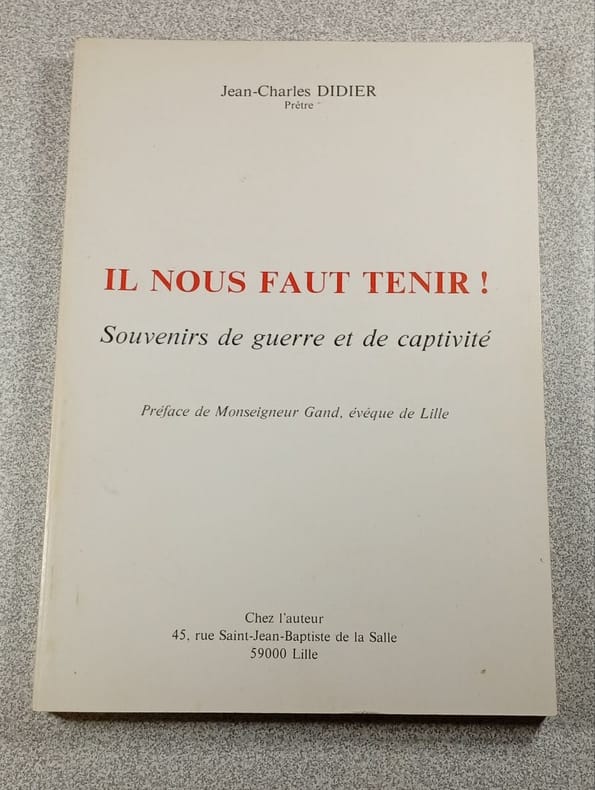 Jean-Charles DIDIER
Prêtre
IL NOUS FAUT TENIR !
Souvenirs de guerre et de captivité
Préface de Monseigneur Gand, évêque de Lille
Chez l'auteur
45, rue Saint-Jean-Baptiste de la Salle
59000 Lille